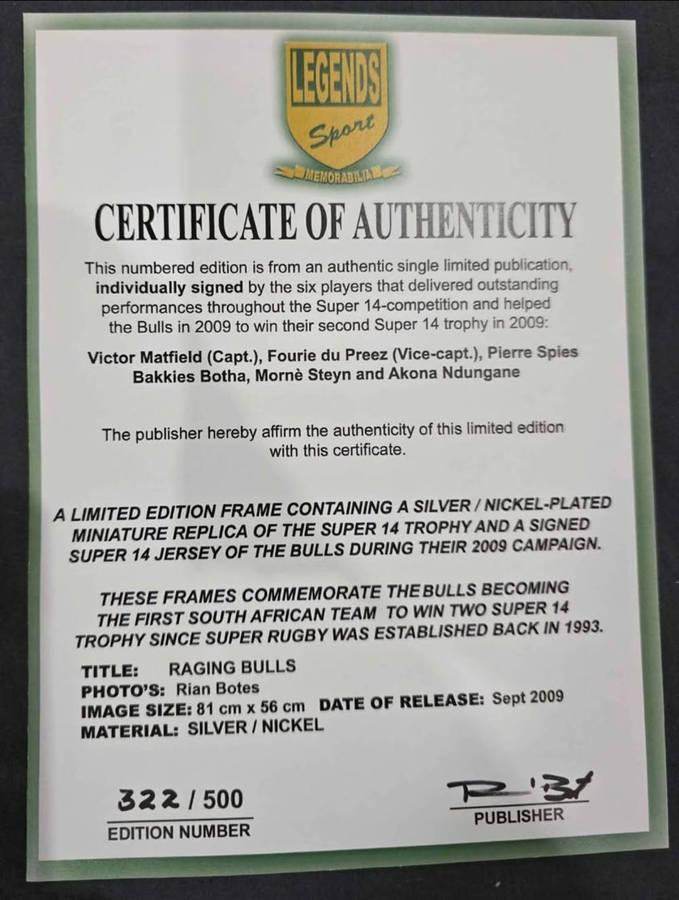 LEGENDS
Sport
MEMORABILIA
CERTIFICATE OF AUTHENTICITY
This numbered edition is from an authentic single limited publication,
individually signed by the six players that delivered outstanding
performances throughout the Super 14-competition and helped
the Bulls in 2009 to win their second Super 14 trophy in 2009:
Victor Matfield (Capt.), Fourie du Preez (Vice-capt.), Pierre Spies
Bakkies Botha, Mornè Steyn and Akona Ndungane
The publisher hereby affirm the authenticity of this limited edition
with this certificate.
A LIMITED EDITION FRAME CONTAINING A SILVER / NICKEL-PLATED
MINIATURE REPLICA OF THE SUPER 14 TROPHY AND A SIGNED
SUPER 14 JERSEY OF THE BULLS DURING THEIR 2009 CAMPAIGN.
THESE FRAMES COMMEMORATE THE BULLS BECOMING
THE FIRST SOUTH AFRICAN TEAM TO WIN TWO SUPER 14
TROPHY SINCE SUPER RUGBY WAS ESTABLISHED BACK IN 1993.
TITLE: RAGING BULLS
PHOTO'S: Rian Botes
IMAGE SIZE: 81 cm x 56 cm DATE OF RELEASE: Sept 2009
MATERIAL: SILVER / NICKEL
322 / 500
EDITION NUMBER
PUBLISHER